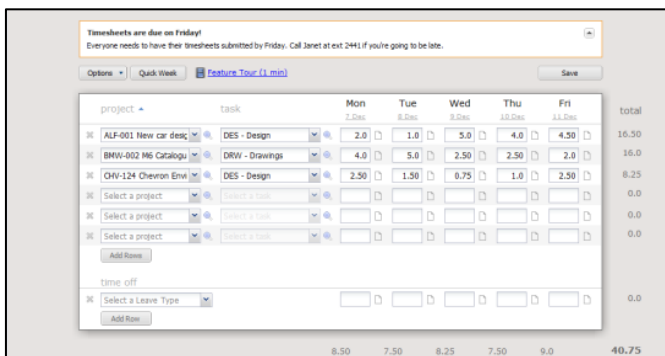 Timesheets are due on Friday!
Everyone needs to have their timesheets submitted by Friday. Call Janet at ext 2441 if you're going to be late.
Options Quick Week Feature Tour (1 min) Save
project task Mon Tue Wed Thu Fri total
7 Dec 8 Dec 9 Dec 10 Dec 11 Dec
ALF-001 New car desig DES - Design 2.0 1.0 5.0 4.0 4.50 16.50
BMW-002 M6 Catalogu DRW - Drawings 4.0 5.0 2.50 2.50 2.0 16.0
CHV-124 Chevron Envi DES - Design 2.50 1.50 0.75 1.0 2.50 8.25
Select a project Select a task 0.0
Select a project Select a task 0.0
Select a project Select a task 0.0
Add Rows
time off
Select a Leave Type 0.0
Add Row
8.50 7.50 8.25 7.50 9.0 40.75